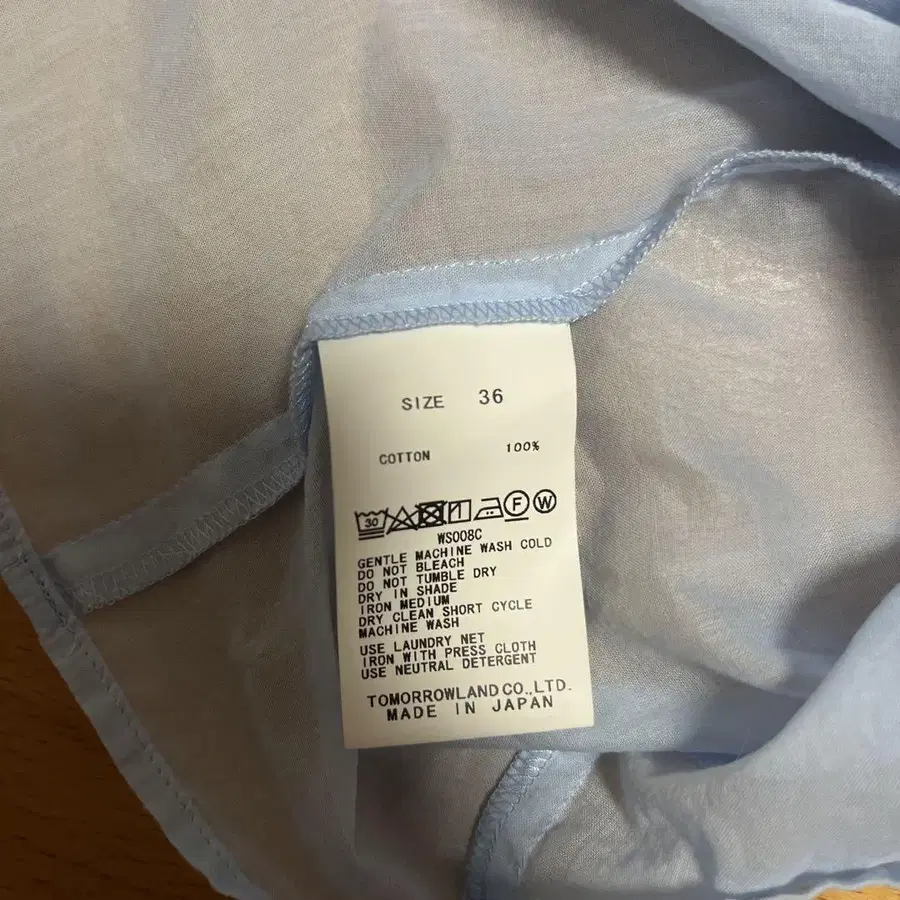 SIZE 36
COTTON 100%
30 F W
WS008C
GENTLE MACHINE WASH COLD
DO NOT BLEACH
DO NOT TUMBLE DRY
DRY IN SHADE
IRON MEDIUM
DRY CLEAN SHORT CYCLE
MACHINE WASH
USE LAUNDRY NET
IRON WITH PRESS CLOTH
USE NEUTRAL DETERGENT
TOMORROWLAND CO.,LTD.
MADE IN JAPAN